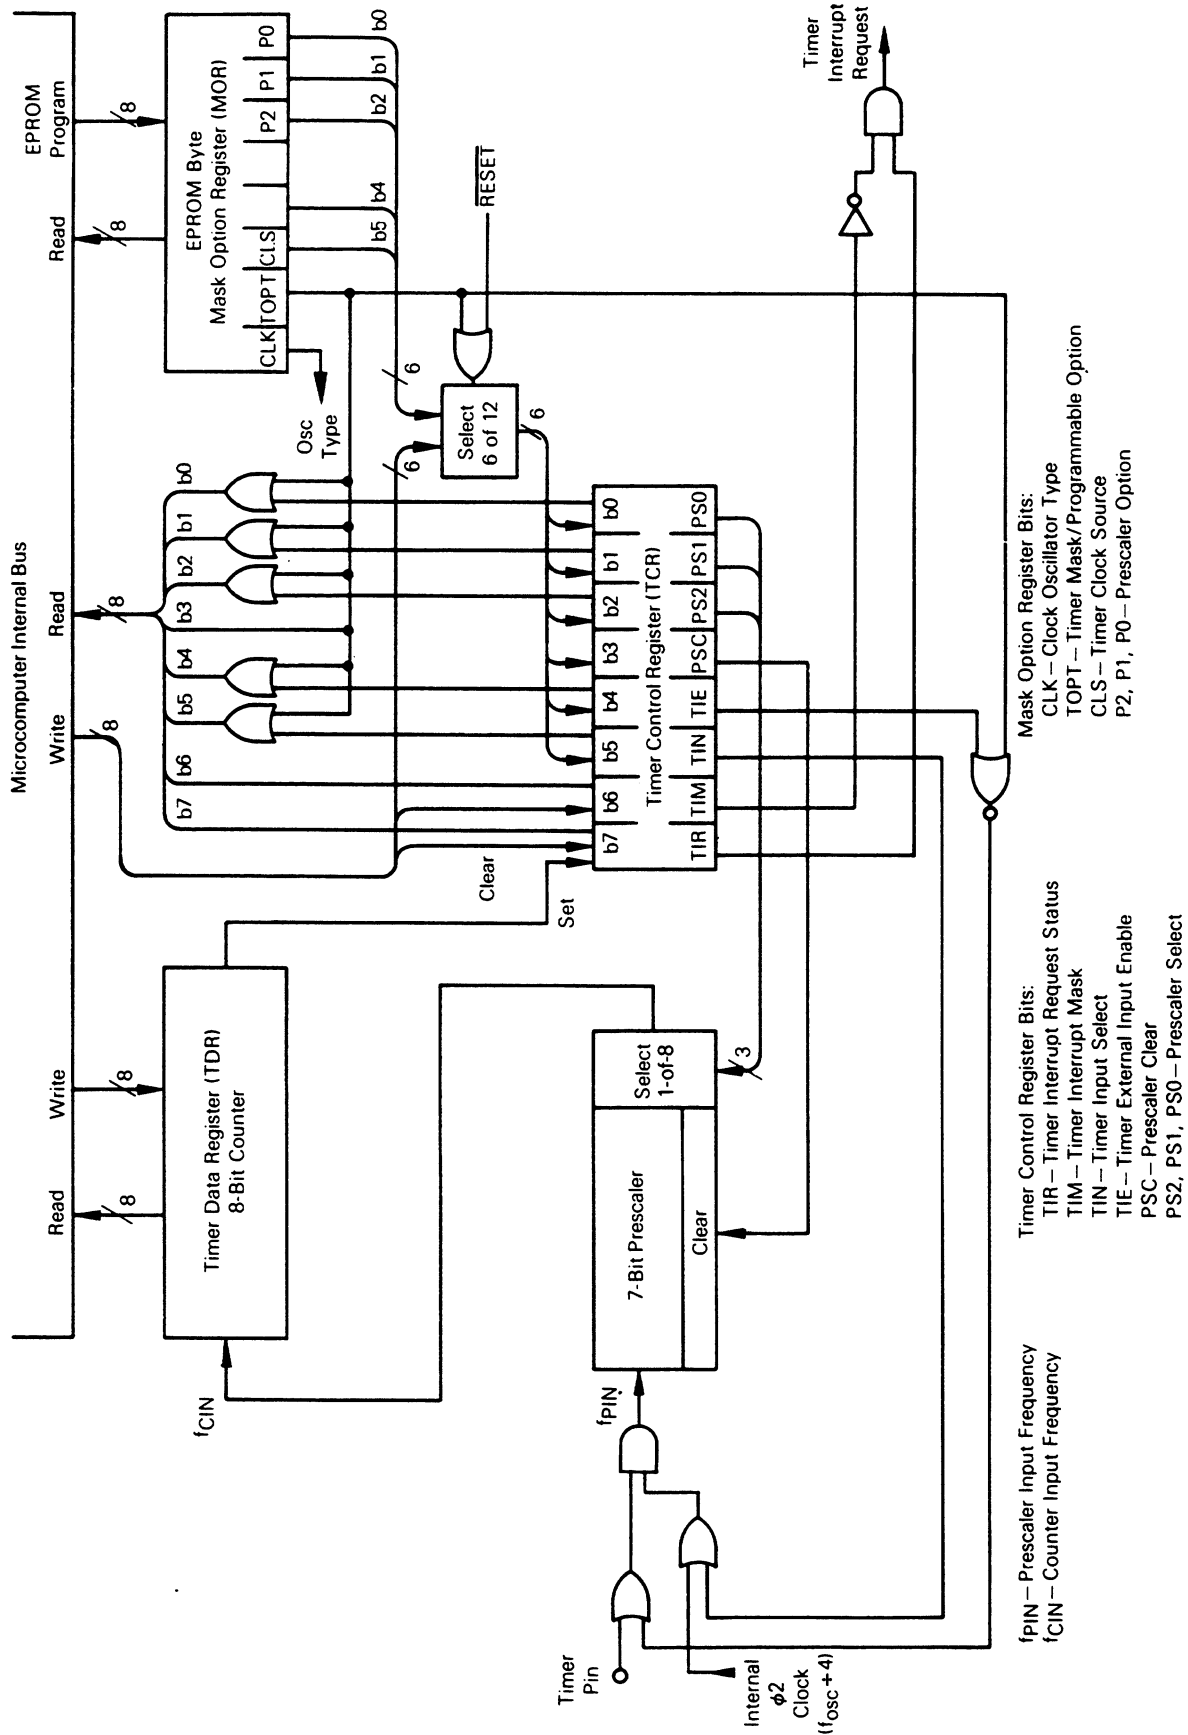 Microcomputer Internal Bus
Read
Write
Write
Read
Read
EPROM
Program
8
8
8
8
8
8
Timer Data Register (TDR)
8-Bit Counter
fCIN
b7
b6
b5
b4
b3
b2
b1
b0
EPROM Byte
Mask Option Register (MOR)
CLK
TOPT
CLS
P2
P1
P0
b5
b4
b2
b1
b0
Osc
Type
6
6
Select
6 of 12
6
RESET
Clear
Set
b7
b6
b5
b4
b3
b2
b1
b0
Timer Control Register (TCR)
TIR
TIM
TIN
TIE
PSC
PS2
PS1
PS0
7-Bit Prescaler
Select
1-of-8
Clear
3
fPIN
Timer
Pin
Internal
ϕ2
Clock
(fosc÷4)
Timer
Interrupt
Request
fPIN – Prescaler Input Frequency
fCIN – Counter Input Frequency
Timer Control Register Bits:
TIR – Timer Interrupt Request Status
TIM – Timer Interrupt Mask
TIN – Timer Input Select
TIE – Timer External Input Enable
PSC – Prescaler Clear
PS2, PS1, PS0 – Prescaler Select
Mask Option Register Bits:
CLK – Clock Oscillator Type
TOPT – Timer Mask/Programmable Option
CLS – Timer Clock Source
P2, P1, P0 – Prescaler Option